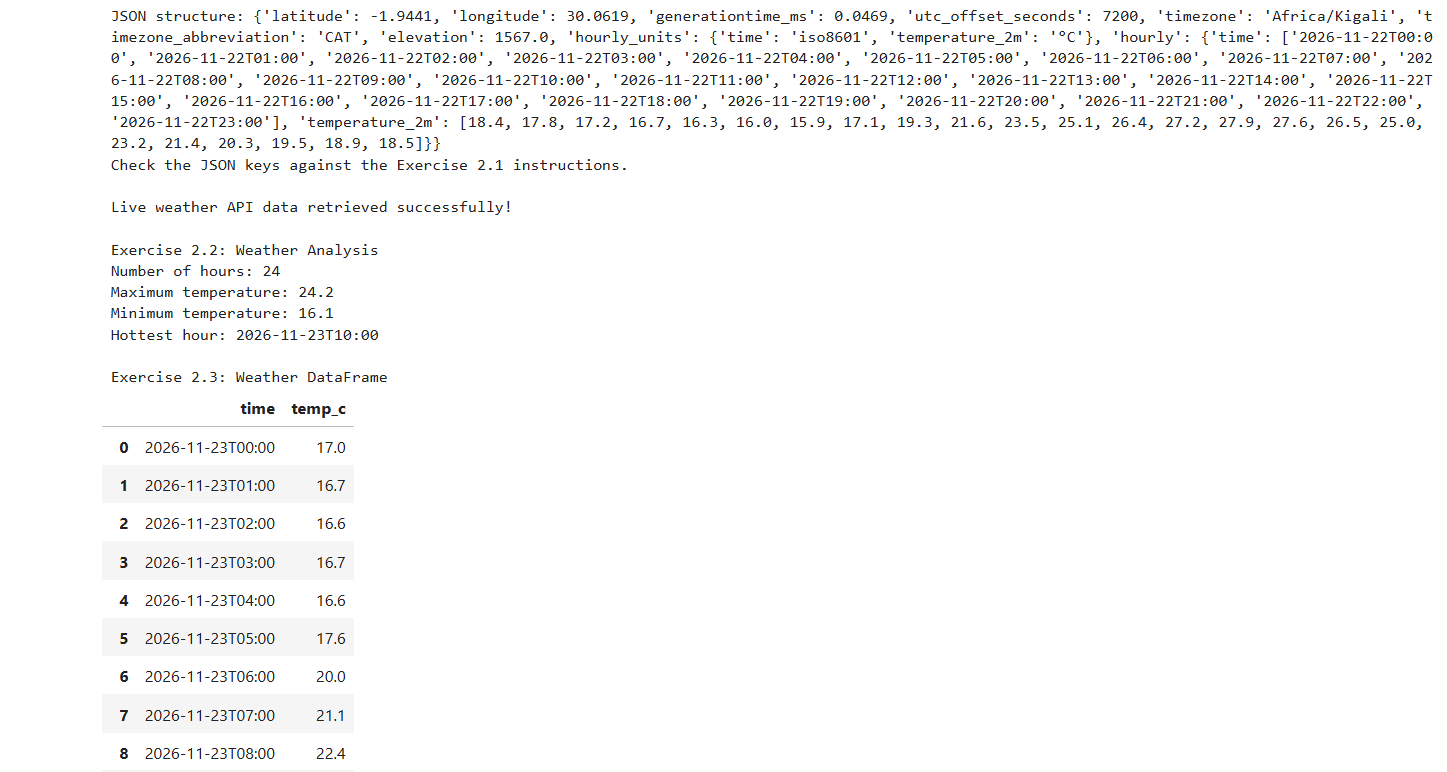 JSON structure: {'latitude': -1.9441, 'longitude': 30.0619, 'generationtime_ms': 0.0469, 'utc_offset_seconds': 7200, 'timezone': 'Africa/Kigali', 't
imezone_abbreviation': 'CAT', 'elevation': 1567.0, 'hourly_units': {'time': 'iso8601', 'temperature_2m': '°C'}, 'hourly': {'time': ['2026-11-22T00:0
0', '2026-11-22T01:00', '2026-11-22T02:00', '2026-11-22T03:00', '2026-11-22T04:00', '2026-11-22T05:00', '2026-11-22T06:00', '2026-11-22T07:00', '202
6-11-22T08:00', '2026-11-22T09:00', '2026-11-22T10:00', '2026-11-22T11:00', '2026-11-22T12:00', '2026-11-22T13:00', '2026-11-22T14:00', '2026-11-22T
15:00', '2026-11-22T16:00', '2026-11-22T17:00', '2026-11-22T18:00', '2026-11-22T19:00', '2026-11-22T20:00', '2026-11-22T21:00', '2026-11-22T22:00',
'2026-11-22T23:00'], 'temperature_2m': [18.4, 17.8, 17.2, 16.7, 16.3, 16.0, 15.9, 17.1, 19.3, 21.6, 23.5, 25.1, 26.4, 27.2, 27.9, 27.6, 26.5, 25.0,
23.2, 21.4, 20.3, 19.5, 18.9, 18.5]}}
Check the JSON keys against the Exercise 2.1 instructions.
Live weather API data retrieved successfully!
Exercise 2.2: Weather Analysis
Number of hours: 24
Maximum temperature: 24.2
Minimum temperature: 16.1
Hottest hour: 2026-11-23T10:00
Exercise 2.3: Weather DataFrame
time temp_c
0 2026-11-23T00:00 17.0
1 2026-11-23T01:00 16.7
2 2026-11-23T02:00 16.6
3 2026-11-23T03:00 16.7
4 2026-11-23T04:00 16.6
5 2026-11-23T05:00 17.6
6 2026-11-23T06:00 20.0
7 2026-11-23T07:00 21.1
8 2026-11-23T08:00 22.4